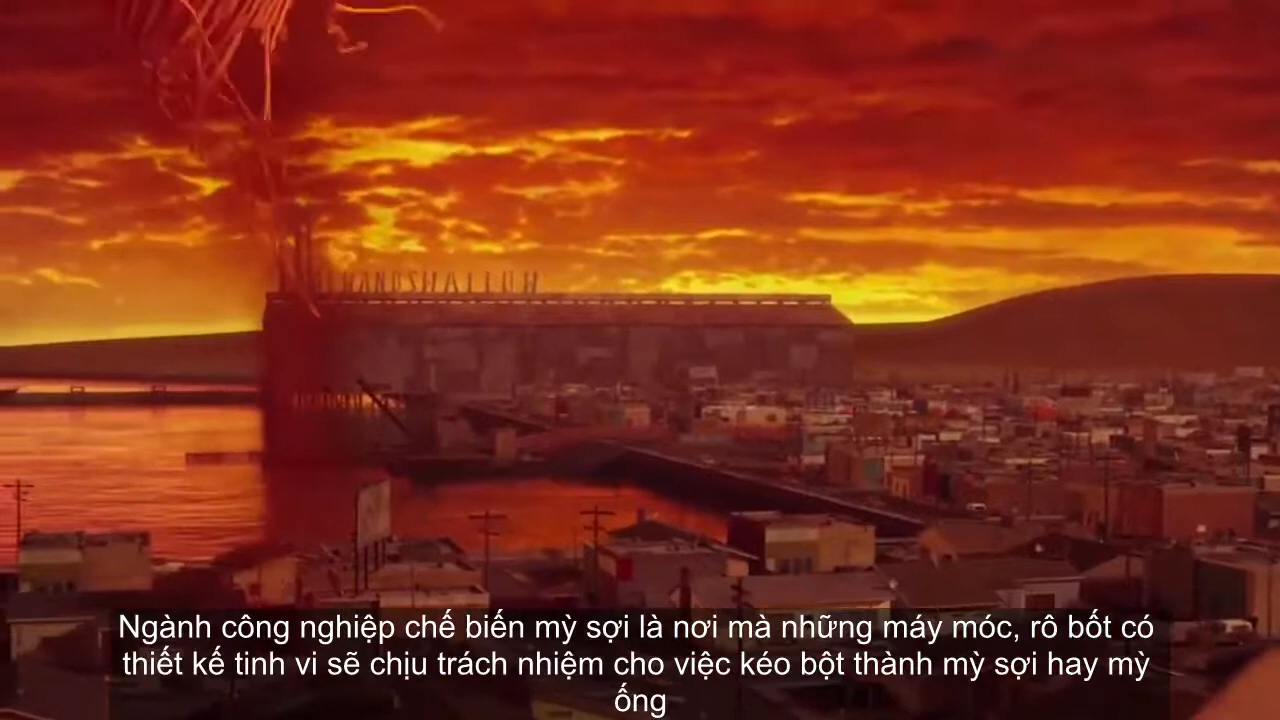 Ngành công nghiệp chế biến mỳ sợi là nơi mà những máy móc, rô bốt có
thiết kế tinh vi sẽ chịu trách nhiệm cho việc kéo bột thành mỳ sợi hay mỳ
ống